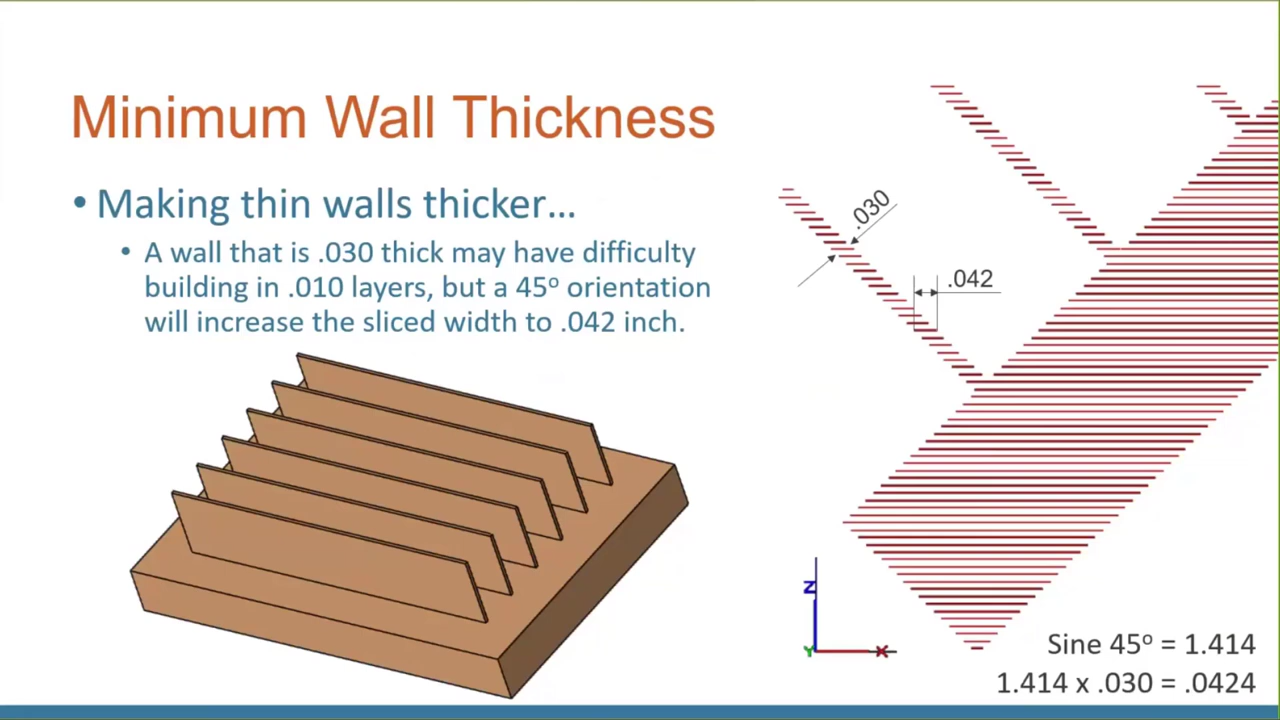 Minimum Wall Thickness
• Making thin walls thicker...
• A wall that is .030 thick may have difficulty
building in .010 layers, but a 45º orientation
will increase the sliced width to .042 inch.
.030
.042
Z
Y
X
Sine 45º = 1.414
1.414 x .030 = .0424